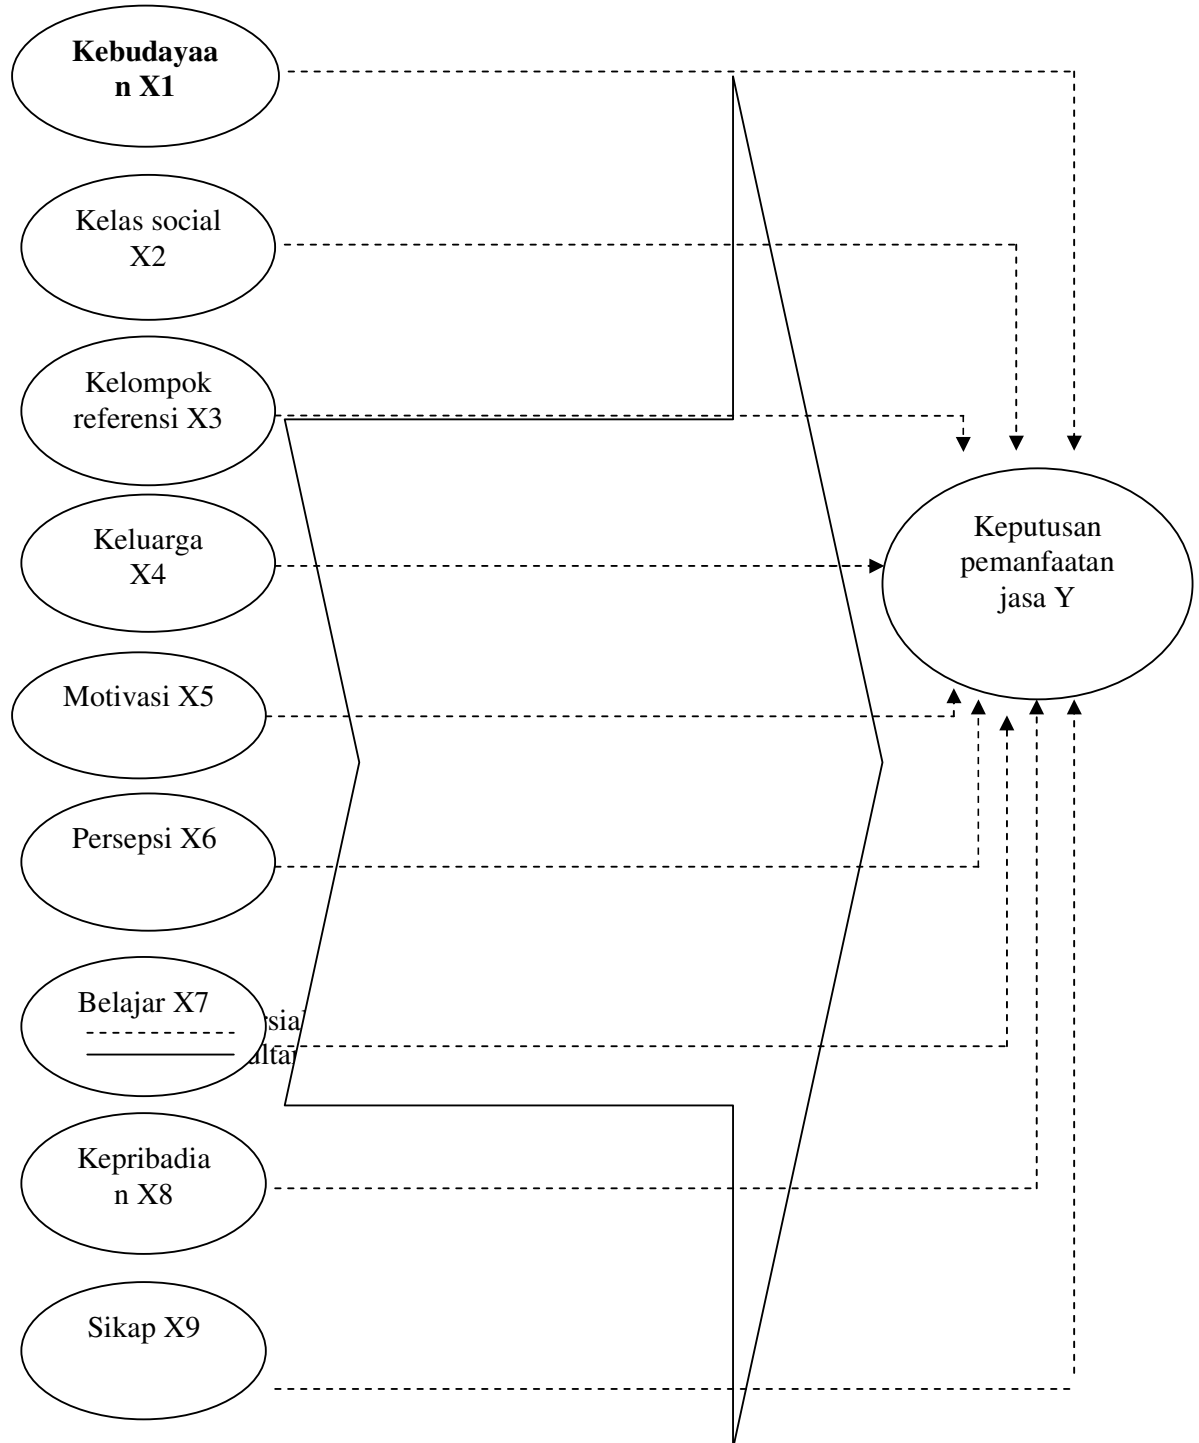 Kebudayaa
n X1
Kelas social
X2
Kelompok
referensi X3
Keluarga
X4
Keputusan
pemanfaatan
jasa Y
Motivasi X5
Persepsi X6
Belajar X7
Kepribadia
n X8
Sikap X9